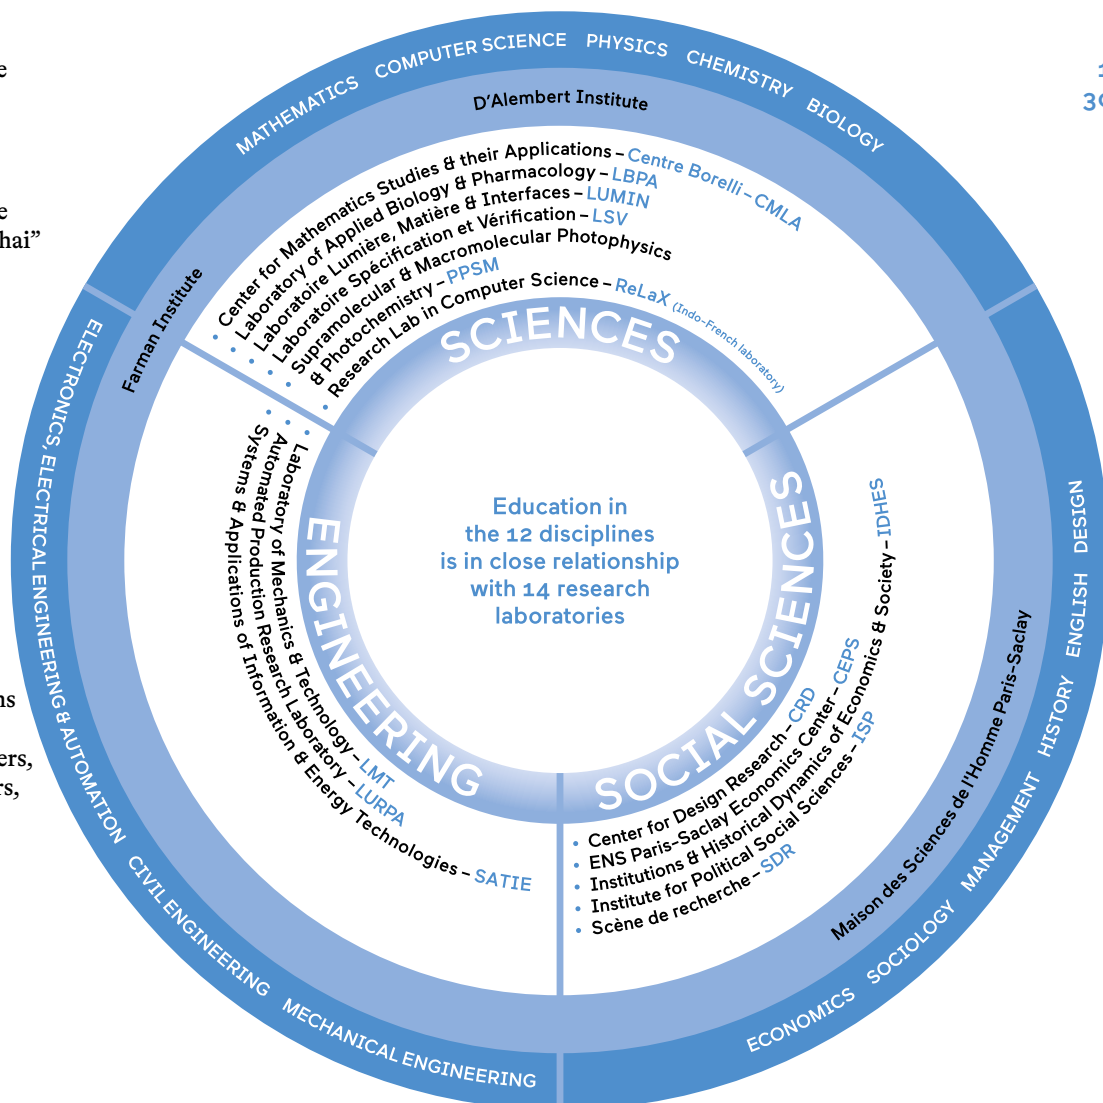 e
e
hai”
ns
ers,
rs,
MATHEMATICS COMPUTER SCIENCE PHYSICS CHEMISTRY BIOLOGY
D’Alembert Institute
Farman Institute
• Center for Mathematics Studies & their Applications – Centre Borelli – CMLA
• Laboratory of Applied Biology & Pharmacology – LBPA
• Laboratoire Lumière, Matière & Interfaces – LUMIN
• Laboratoire Spécification et Vérification – LSV
• Supramolecular & Macromolecular Photophysics
& Photochemistry – PPSM
• Research Lab in Computer Science – ReLaX (Indo-French laboratory)
SCIENCES
Education in
the 12 disciplines
is in close relationship
with 14 research
laboratories
ELECTRONICS, ELECTRICAL ENGINEERING & AUTOMATION CIVIL ENGINEERING MECHANICAL ENGINEERING
ENGINEERING
• Laboratory of Mechanics & Technology – LMT
• Automated Production Research Laboratory – LURPA
• Systems & Applications of Information & Energy Technologies – SATIE
SOCIAL SCIENCES
• Center for Design Research – CRD
• ENS Paris-Saclay Economics Center – CEPS
• Institutions & Historical Dynamics of Economics & Society – IDHES
• Institute for Political Social Sciences – ISP
• Scène de recherche – SDR
Maison des Sciences de l'Homme Paris-Saclay
ECONOMICS SOCIOLOGY MANAGEMENT HISTORY ENGLISH DESIGN